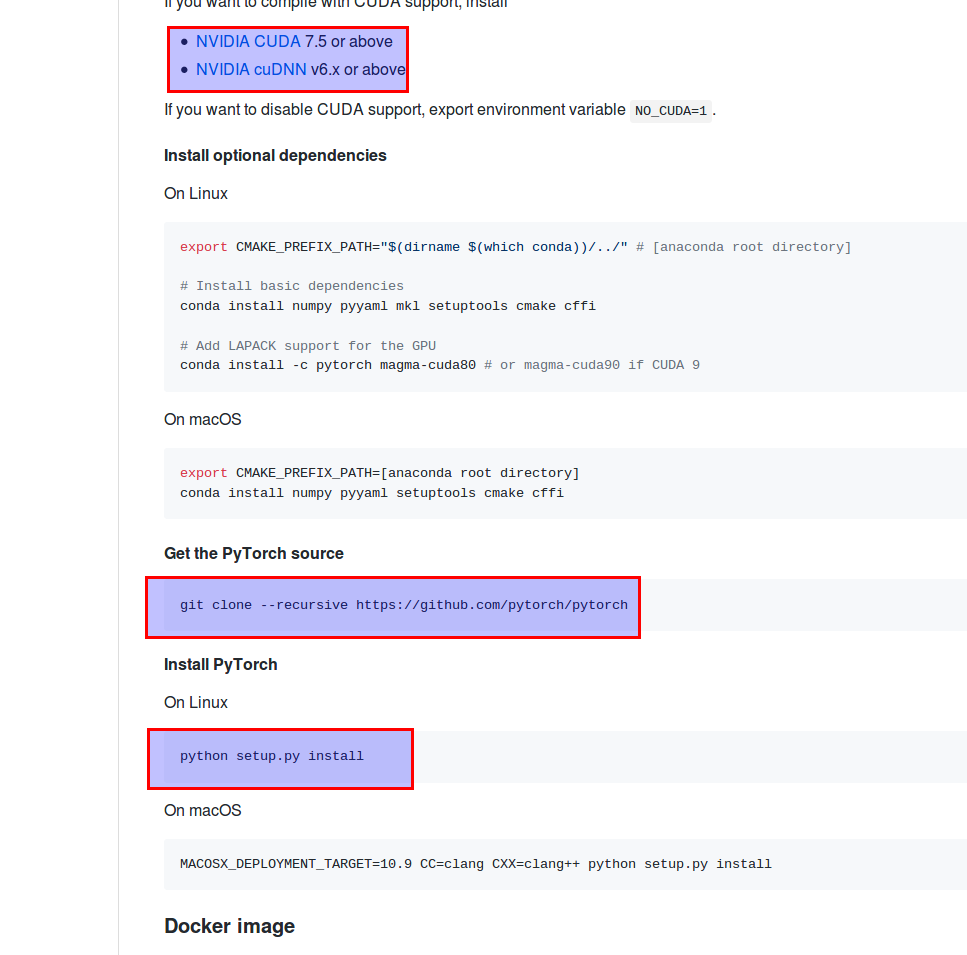 If you want to compile with CUDA support, install
• NVIDIA CUDA 7.5 or above
• NVIDIA cuDNN v6.x or above
If you want to disable CUDA support, export environment variable NO_CUDA=1.
Install optional dependencies
On Linux
export CMAKE_PREFIX_PATH="$(dirname $(which conda))/../" # [anaconda root directory]
# Install basic dependencies
conda install numpy pyyaml mkl setuptools cmake cffi
# Add LAPACK support for the GPU
conda install -c pytorch magma-cuda80 # or magma-cuda90 if CUDA 9
On macOS
export CMAKE_PREFIX_PATH=[anaconda root directory]
conda install numpy pyyaml setuptools cmake cffi
Get the PyTorch source
git clone --recursive https://github.com/pytorch/pytorch
Install PyTorch
On Linux
python setup.py install
On macOS
MACOSX_DEPLOYMENT_TARGET=10.9 CC=clang CXX=clang++ python setup.py install
Docker image